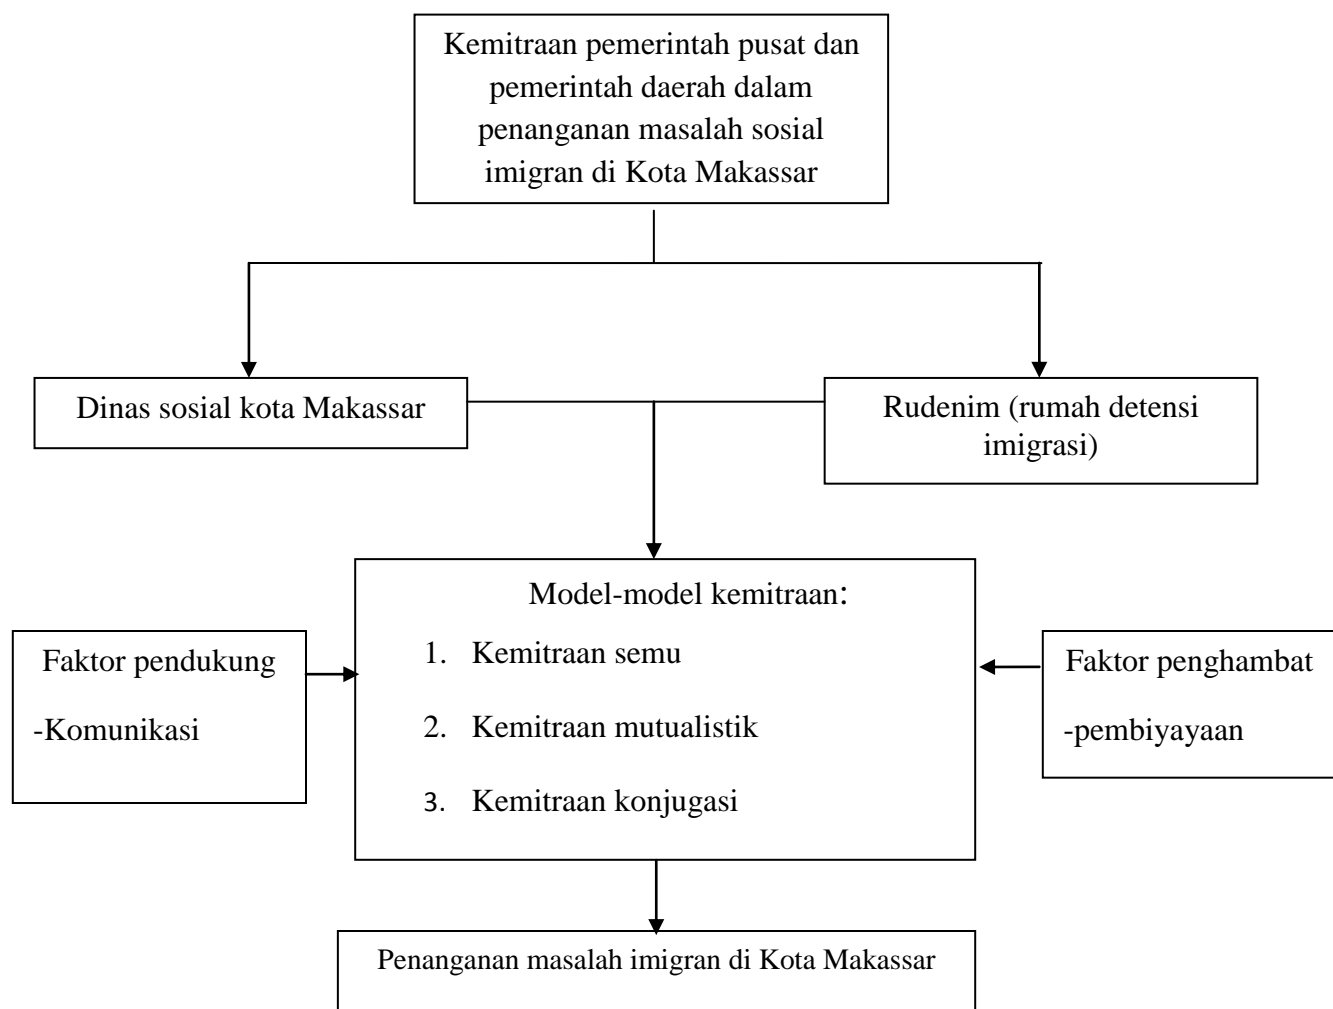 Kemitraan pemerintah pusat dan
pemerintah daerah dalam
penanganan masalah sosial
imigran di Kota Makassar
Dinas sosial kota Makassar
Rudenim (rumah detensi
imigrasi)
Model-model kemitraan:
1. Kemitraan semu
2. Kemitraan mutualistik
3. Kemitraan konjugasi
Faktor pendukung
-Komunikasi
Faktor penghambat
-pembiyayaan
Penanganan masalah imigran di Kota Makassar